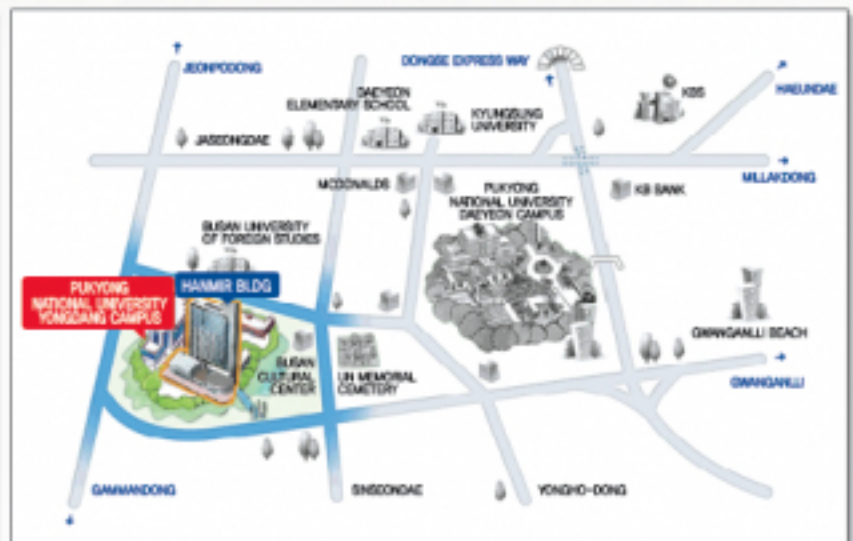 JEONPODONG
DONGSE EXPRESS WAY
KBS
HAEUNDAE
DAEYEON
ELEMENTARY SCHOOL
KYUNGSUNG
UNIVERSITY
JASEONGDAE
MILLAKDONG
MCDONALDS
PUKYONG
NATIONAL UNIVERSITY
DAEYEON CAMPUS
KB BANK
BUSAN UNIVERSITY
OF FOREIGN STUDIES
PUKYONG
NATIONAL UNIVERSITY
YONGDANG CAMPUS
HANMIR BLDG
GWANGANLLI BEACH
BUSAN
CULTURAL
CENTER
UN MEMORIAL
CEMETERY
GWANGANLLI
GAMMANDONG
SINSEONDAE
YONGHO-DONG